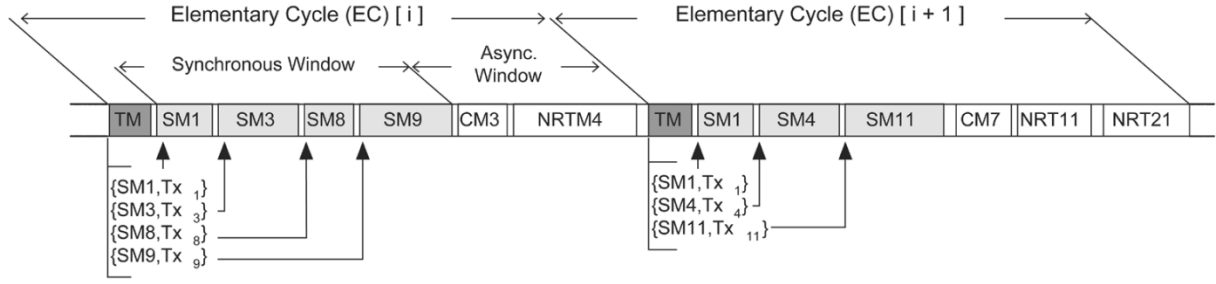 Elementary Cycle (EC) [ i ]
Elementary Cycle (EC) [ i + 1 ]
Synchronous Window
Async.
Window
TM SM1 SM3 SM8 SM9 CM3 NRTM4 TM SM1 SM4 SM11 CM7 NRT11 NRT21
{SM1,Tx 1}
{SM3,Tx 3}
{SM8,Tx 8}
{SM9,Tx 9}
{SM1,Tx 1}
{SM4,Tx 4}
{SM11,Tx 11}